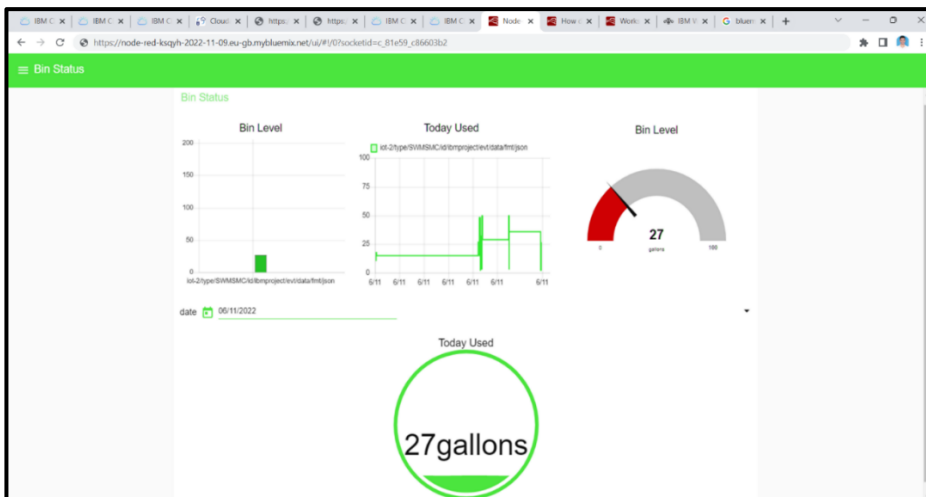 IBM C
IBM C
IBM C
Cloud
https:/
https:/
IBM C
IBM C
Node-
How c
Work
IBM V
bluem
https://node-red-ksqyh-2022-11-09.eu-gb.mybluemix.net/ui/#!/0?socketid=c_81e59_c86603b2
Bin Status
Bin Status
Bin Level
200
150
100
50
0
iot-2/type/SWMSMC/id/ibmproject/evt/data/fmt/json
Today Used
iot-2/type/SWMSMC/id/ibmproject/evt/data/fmt/json
100
75
50
25
0
6/11 6/11 6/11 6/11 6/11 6/11 6/11
Bin Level
27
gallons
0 100
date 06/11/2022
Today Used
27gallons